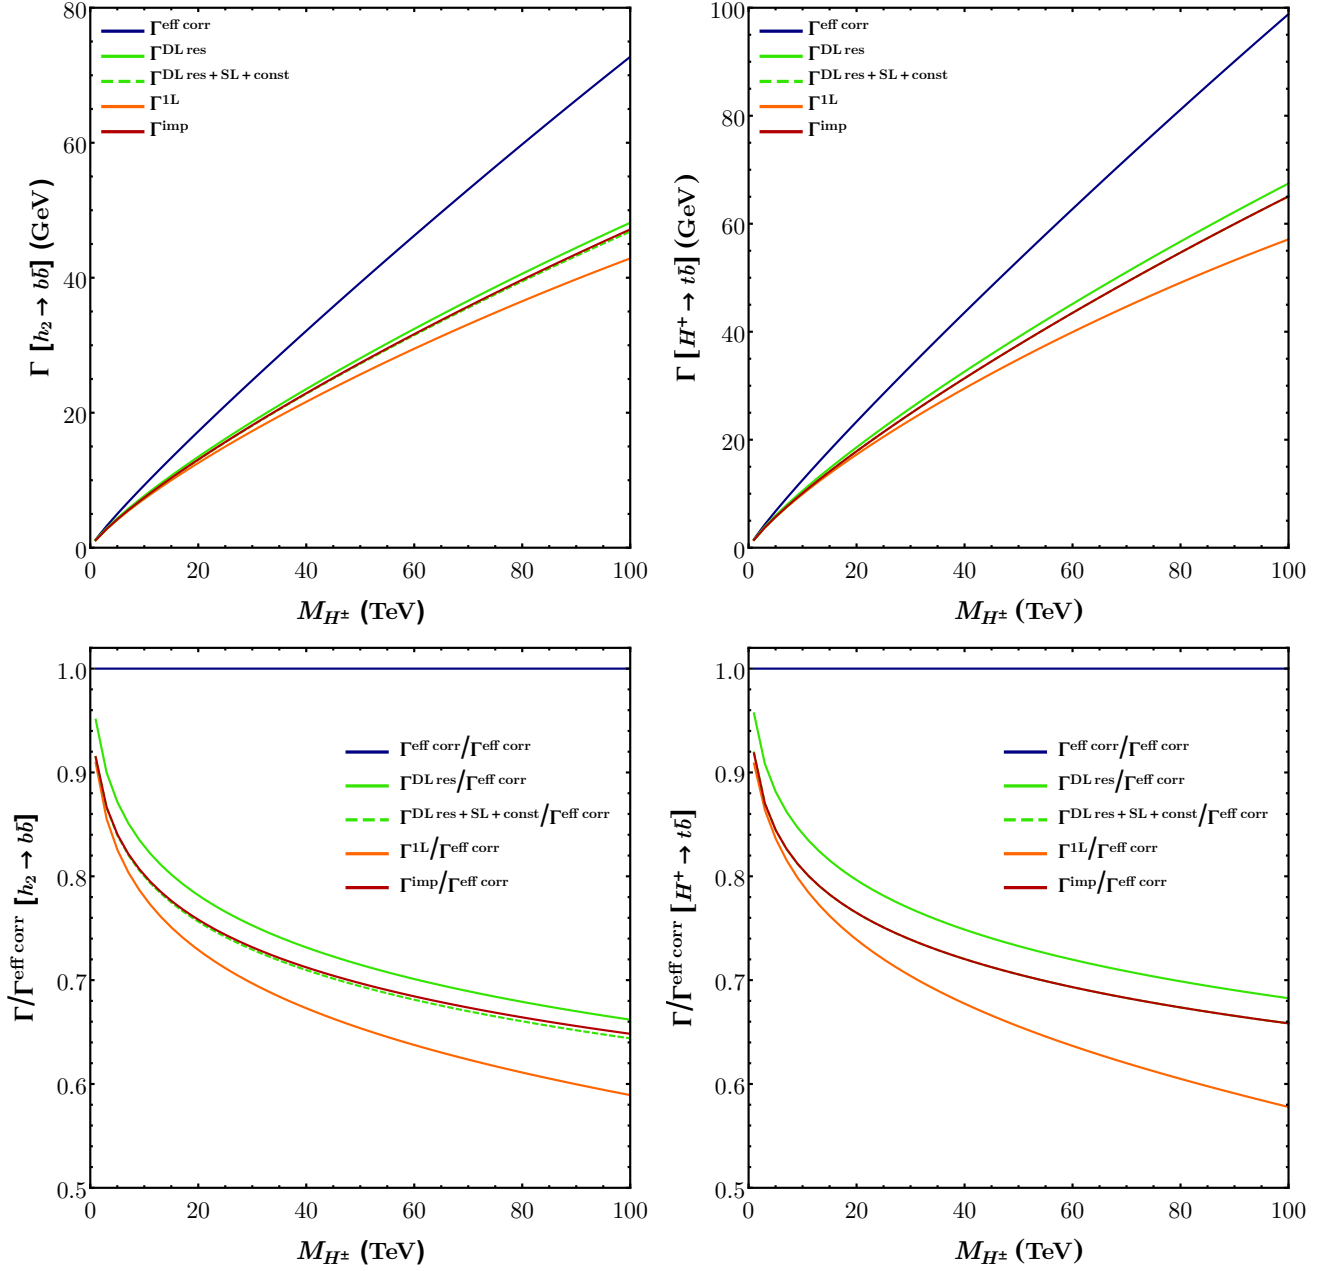 Γ [h₂ → bb̄] (GeV)
80
60
40
20
0
Γ^eff corr
Γ^DL res
Γ^DL res + SL + const
Γ^1L
Γ^imp
0 20 40 60 80 100
M_H± (TeV)
Γ [H⁺ → tb̄] (GeV)
100
80
60
40
20
0
Γ^eff corr
Γ^DL res
Γ^DL res + SL + const
Γ^1L
Γ^imp
0 20 40 60 80 100
M_H± (TeV)
Γ/Γ^eff corr [h₂ → bb̄]
1.0
0.9
0.8
0.7
0.6
0.5
Γ^eff corr/Γ^eff corr
Γ^DL res/Γ^eff corr
Γ^DL res + SL + const/Γ^eff corr
Γ^1L/Γ^eff corr
Γ^imp/Γ^eff corr
0 20 40 60 80 100
M_H± (TeV)
Γ/Γ^eff corr [H⁺ → tb̄]
1.0
0.9
0.8
0.7
0.6
0.5
Γ^eff corr/Γ^eff corr
Γ^DL res/Γ^eff corr
Γ^DL res + SL + const/Γ^eff corr
Γ^1L/Γ^eff corr
Γ^imp/Γ^eff corr
0 20 40 60 80 100
M_H± (TeV)